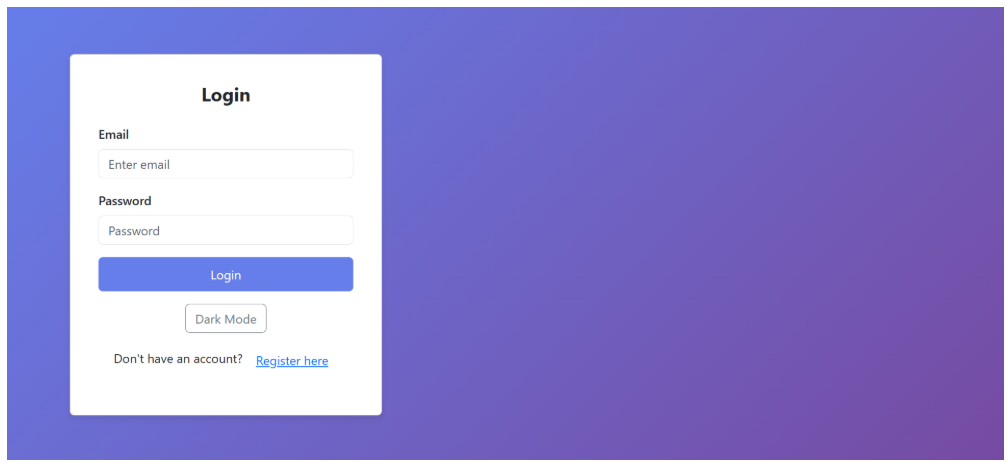 Login
Email
Enter email
Password
Password
Login
Dark Mode
Don't have an account? Register here